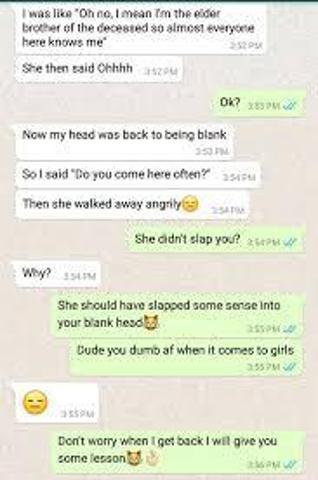 I was like "Oh no, I mean I'm the elder
brother of the deceased so almost everyone
here knows me"
3:52 PM
She then said Ohhhh 3:52 PM
Ok? 3:53 PM
Now my head was back to being blank
3:53 PM
So I said "Do you come here often?" 3:54 PM
Then she walked away angrily😑 3:54 PM
She didn't slap you? 3:54 PM
Why? 3:54 PM
She should have slapped some sense into
your blank head😹 3:55 PM
Dude you dumb af when it comes to girls
3:55 PM
😑
3:55 PM
Don't worry when I get back I will give you
some lesson😹👌 3:56 PM